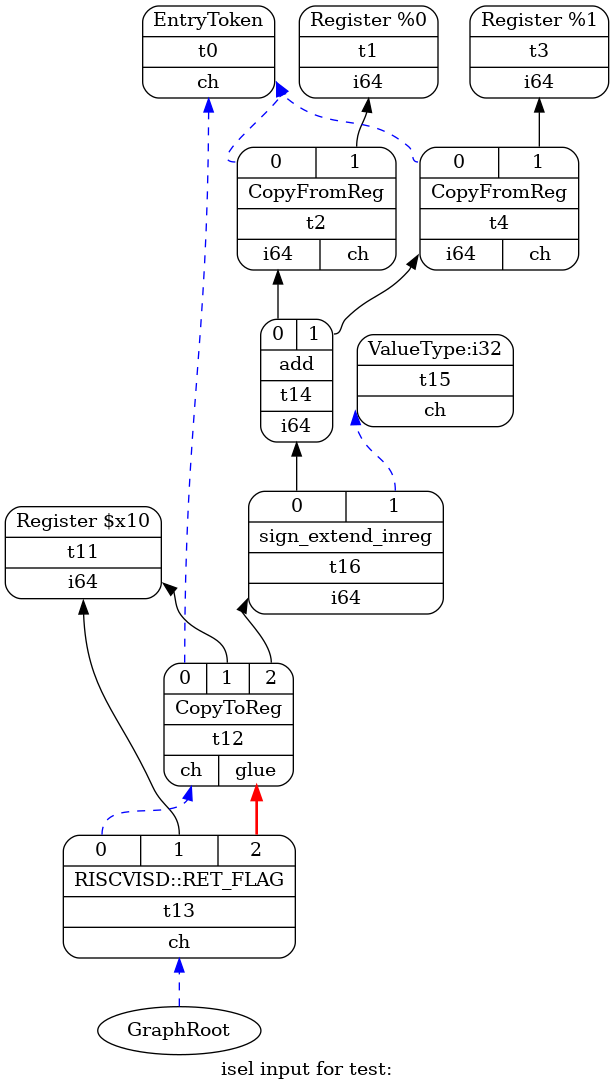 EntryToken
t0
ch
Register %0
t1
i64
Register %1
t3
i64
0 1
CopyFromReg
t2
i64 ch
0 1
CopyFromReg
t4
i64 ch
0 1
add
t14
i64
ValueType:i32
t15
ch
0 1
sign_extend_inreg
t16
i64
Register $x10
t11
i64
0 1 2
CopyToReg
t12
ch glue
0 1 2
RISCVISD::RET_FLAG
t13
ch
GraphRoot
isel input for test: